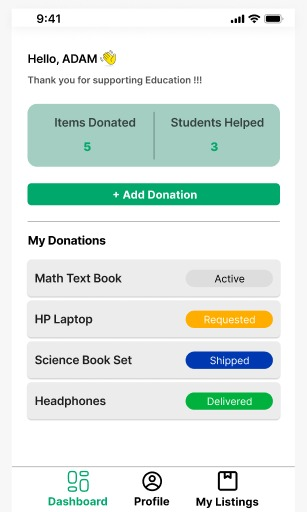 9:41
Hello, ADAM 👋
Thank you for supporting Education !!!
Items Donated
Students Helped
5
3
+ Add Donation
My Donations
Math Text Book
Active
HP Laptop
Requested
Science Book Set
Shipped
Headphones
Delivered
Dashboard
Profile
My Listings